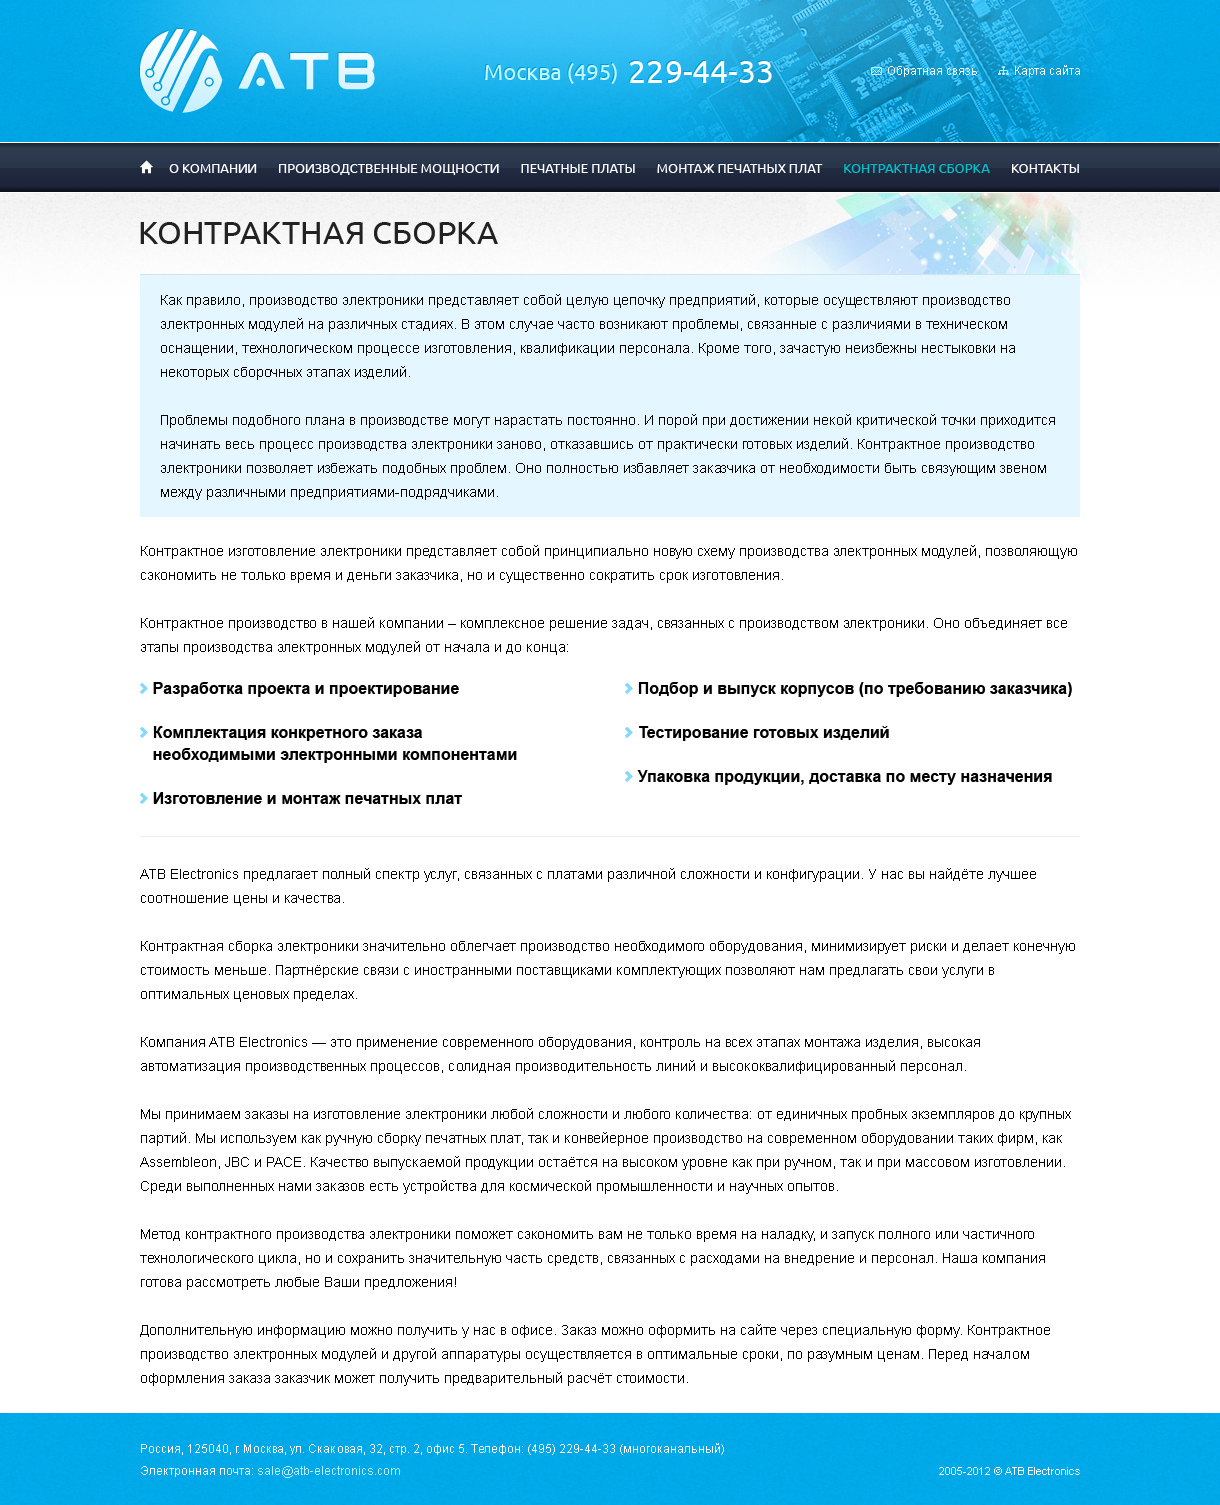 АТВ
Москва (495) 229-44-33
Обратная связь
Карта сайта
О КОМПАНИИ
ПРОИЗВОДСТВЕННЫЕ МОЩНОСТИ
ПЕЧАТНЫЕ ПЛАТЫ
МОНТАЖ ПЕЧАТНЫХ ПЛАТ
КОНТРАКТНАЯ СБОРКА
КОНТАКТЫ
КОНТРАКТНАЯ СБОРКА
Как правило, производство электроники представляет собой целую цепочку предприятий, которые осуществляют производство
электронных модулей на различных стадиях. В этом случае часто возникают проблемы, связанные с различиями в техническом
оснащении, технологическом процессе изготовления, квалификации персонала. Кроме того, зачастую неизбежны нестыковки на
некоторых сборочных этапах изделий.
Проблемы подобного плана в производстве могут нарастать постоянно. И порой при достижении некой критической точки приходится
начинать весь процесс производства электроники заново, отказавшись от практически готовых изделий. Контрактное производство
электроники позволяет избежать подобных проблем. Оно полностью избавляет заказчика от необходимости быть связующим звеном
между различными предприятиями-подрядчиками.
Контрактное изготовление электроники представляет собой принципиально новую схему производства электронных модулей, позволяющую
сэкономить не только время и деньги заказчика, но и существенно сократить срок изготовления.
Контрактное производство в нашей компании – комплексное решение задач, связанных с производством электроники. Оно объединяет все
этапы производства электронных модулей от начала и до конца:
Разработка проекта и проектирование
Комплектация конкретного заказа
необходимыми электронными компонентами
Изготовление и монтаж печатных плат
Подбор и выпуск корпусов (по требованию заказчика)
Тестирование готовых изделий
Упаковка продукции, доставка по месту назначения
АТВ Electronics предлагает полный спектр услуг, связанных с платами различной сложности и конфигурации. У нас вы найдёте лучшее
соотношение цены и качества.
Контрактная сборка электроники значительно облегчает производство необходимого оборудования, минимизирует риски и делает конечную
стоимость меньше. Партнёрские связи с иностранными поставщиками комплектующих позволяют нам предлагать свои услуги в
оптимальных ценовых пределах.
Компания АТВ Electronics — это применение современного оборудования, контроль на всех этапах монтажа изделия, высокая
автоматизация производственных процессов, солидная производительность линий и высококвалифицированный персонал.
Мы принимаем заказы на изготовление электроники любой сложности и любого количества: от единичных пробных экземпляров до крупных
партий. Мы используем как ручную сборку печатных плат, так и конвейерное производство на современном оборудовании таких фирм, как
Assembleon, JBC и PACE. Качество выпускаемой продукции остаётся на высоком уровне как при ручном, так и при массовом изготовлении.
Среди выполненных нами заказов есть устройства для космической промышленности и научных опытов.
Метод контрактного производства электроники поможет сэкономить вам не только время на наладку, и запуск полного или частичного
технологического цикла, но и сохранить значительную часть средств, связанных с расходами на внедрение и персонал. Наша компания
готова рассмотреть любые Ваши предложения!
Дополнительную информацию можно получить у нас в офисе. Заказ можно оформить на сайте через специальную форму. Контрактное
производство электронных модулей и другой аппаратуры осуществляется в оптимальные сроки, по разумным ценам. Перед началом
оформления заказа заказчик может получить предварительный расчёт стоимости.
Россия, 125040, г. Москва, ул. Скаковая, 32, стр. 2, офис 5. Телефон: (495) 229-44-33 (многоканальный)
Электронная почта: sale@atb-electronics.com
2005-2012 © ATB Electronics